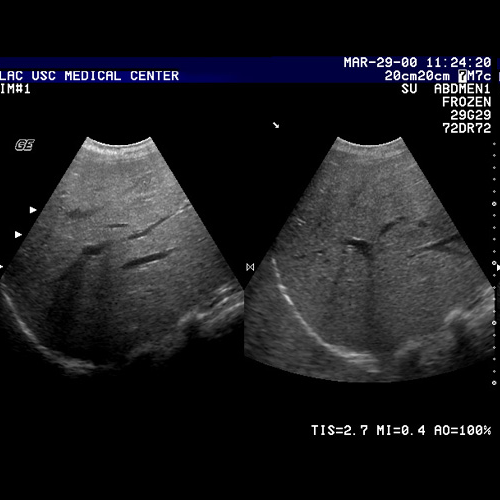 MAR-29-00 11:24:20
LAC USC MEDICAL CENTER
20cm20cm 7M7c
IM#1
SU ABDMEN1
FROZEN
29G29
72DR72
GE
TIS=2.7 MI=0.4 AO=100%